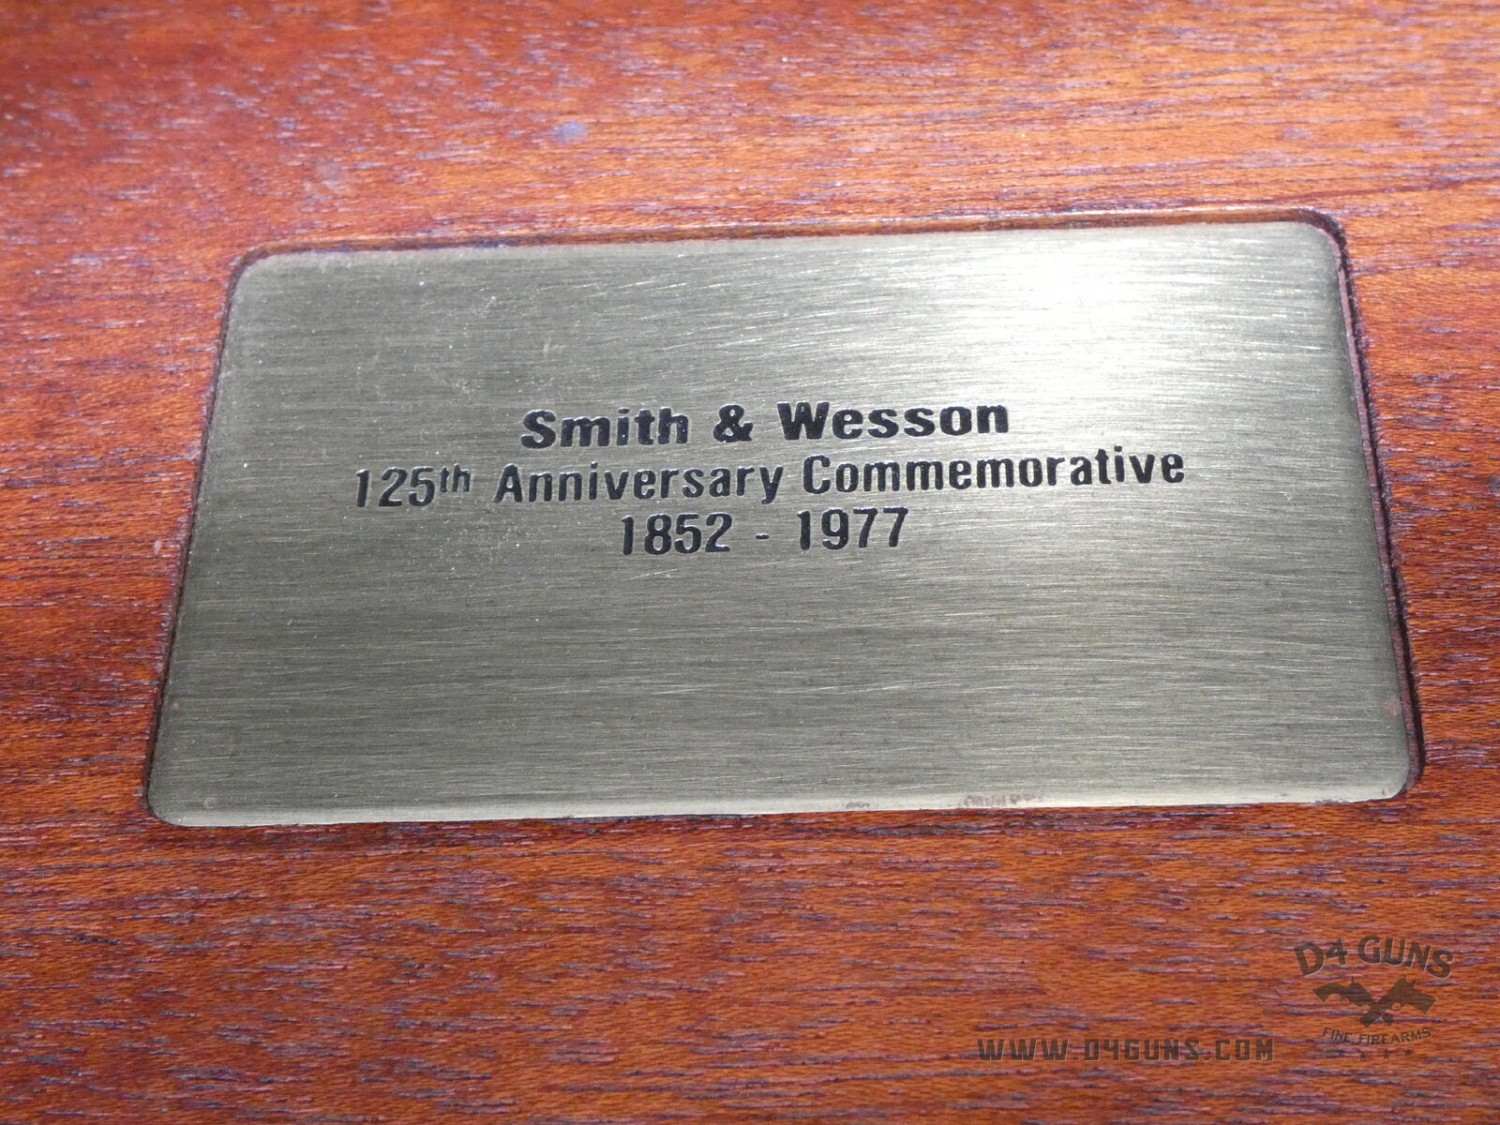 Smith & Wesson
125th Anniversary Commemorative
1852 - 1977
D4 GUNS
FINE FIREARMS
WWW.D4GUNS.COM